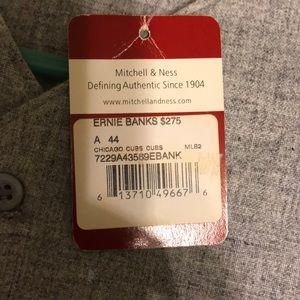 Mitchell & Ness
Defining Authentic Since 1904
www.mitchellandness.com
ERNIE BANKS $275
A 44
CHICAGO CUBS CUBS MLB2
7229A43569EBANK
6 13710 49667 6